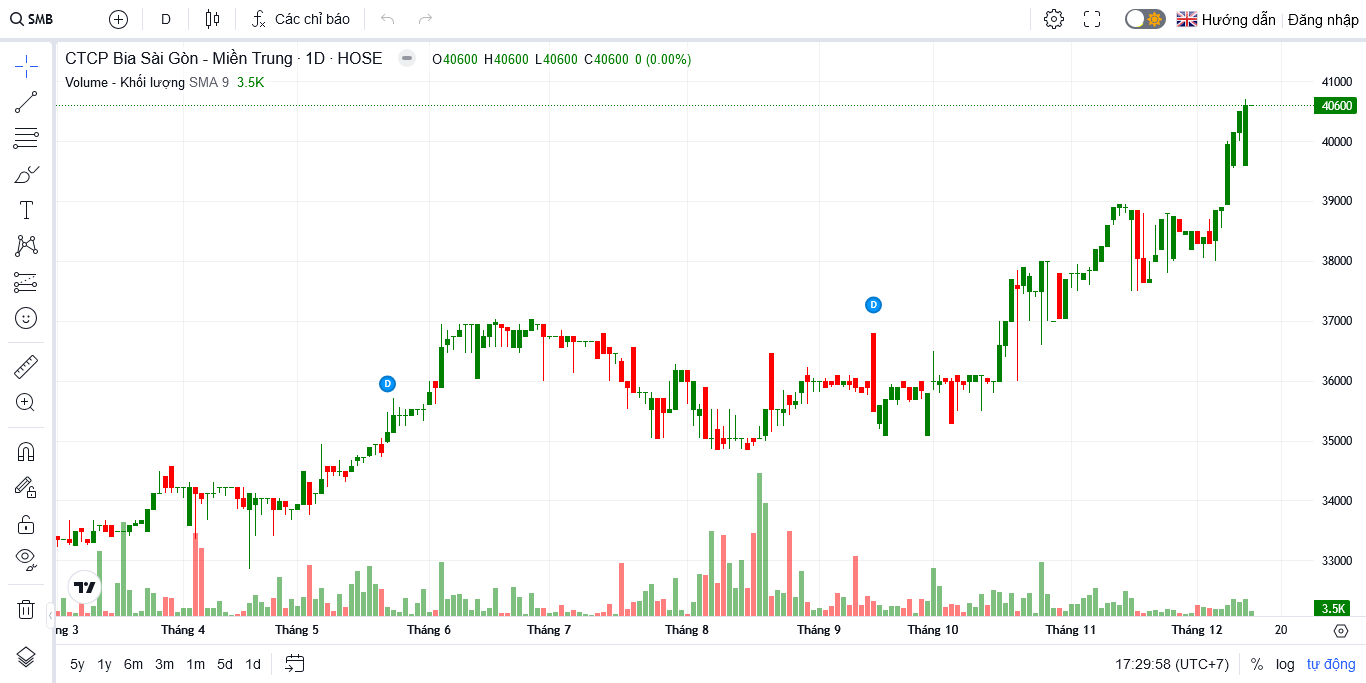 SMB D Các chỉ báo Hướng dẫn Đăng nhập
CTCP Bia Sài Gòn - Miền Trung · 1D · HOSE O40600 H40600 L40600 C40600 0 (0.00%)
Volume - Khối lượng SMA 9 3.5K
41000
40600
40000
39000
38000
D
37000
D
36000
35000
34000
33000
3.5K
ng 3 Tháng 4 Tháng 5 Tháng 6 Tháng 7 Tháng 8 Tháng 9 Tháng 10 Tháng 11 Tháng 12 20
5y 1y 6m 3m 1m 5d 1d 17:29:58 (UTC+7) % log tự động